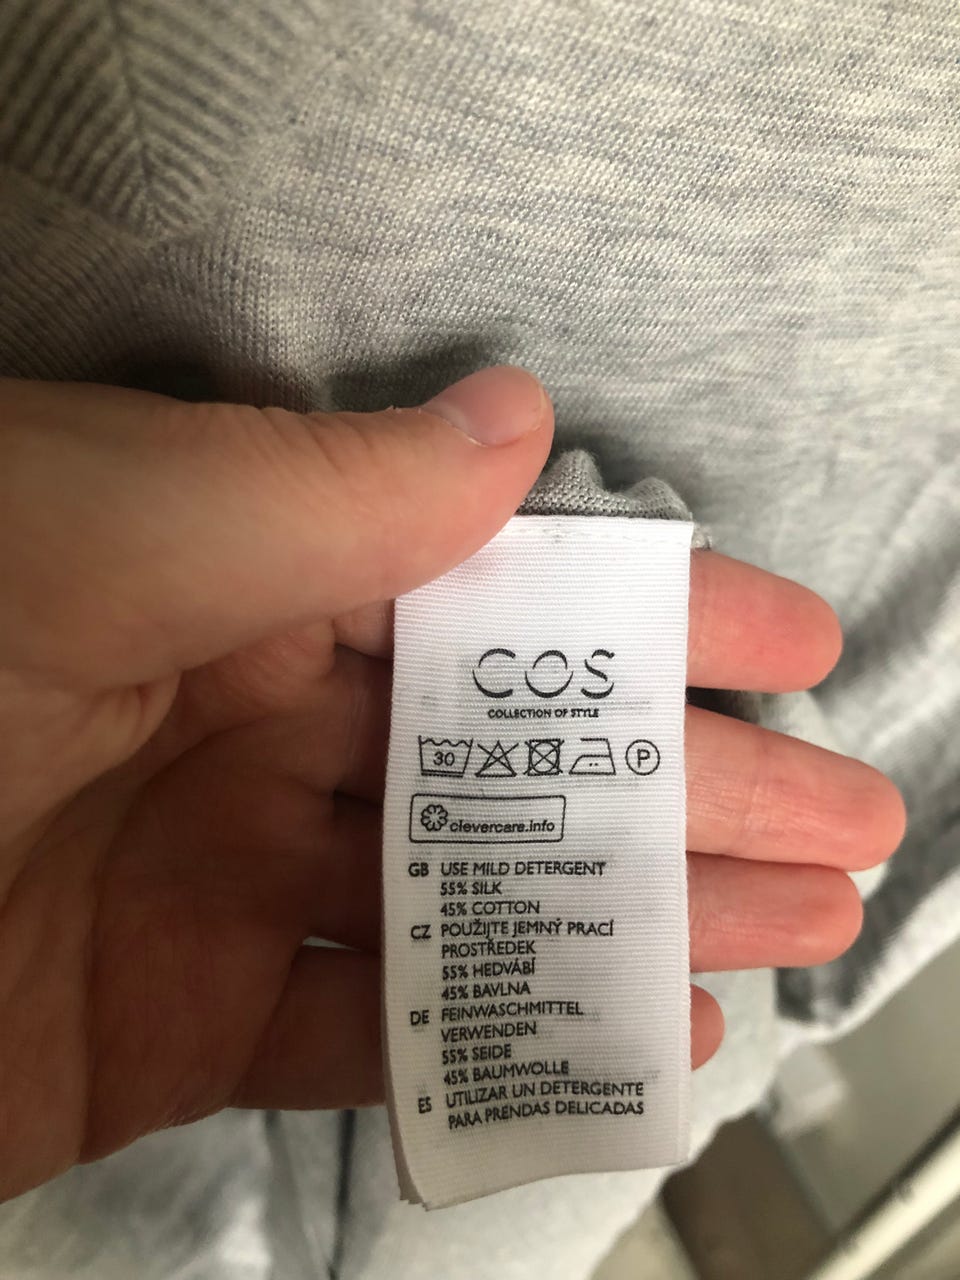 COS
COLLECTION OF STYLE
30 P
clevercare.info
GB USE MILD DETERGENT
55% SILK
45% COTTON
CZ POUŽIJTE JEMNÝ PRACÍ
PROSTŘEDEK
55% HEDVÁBÍ
45% BAVLNA
DE FEINWASCHMITTEL
VERWENDEN
55% SEIDE
45% BAUMWOLLE
ES UTILIZAR UN DETERGENTE
PARA PRENDAS DELICADAS